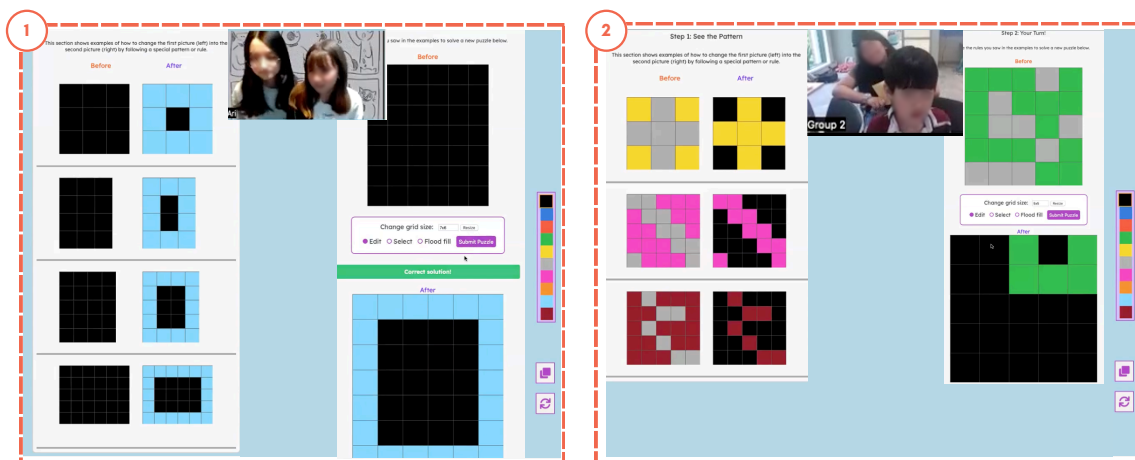 1
This section shows examples of how to change the first picture (left) into the
second picture (right) by following a special pattern or rule.
Before
After
Ari
u saw in the examples to solve a new puzzle below.
Before
Change grid size:
Resize
Edit
Select
Flood fill
Submit Puzzle
Correct solution!
After
2
Step 1: See the Pattern
This section shows examples of how to change the first picture (left) into the
second picture (right) by following a special pattern or rule.
Before
After
Group 2
Step 2: Your Turn!
the rules you saw in the examples to solve a new puzzle below.
Before
Change grid size:
Resize
Edit
Select
Flood fill
Submit Puzzle
After